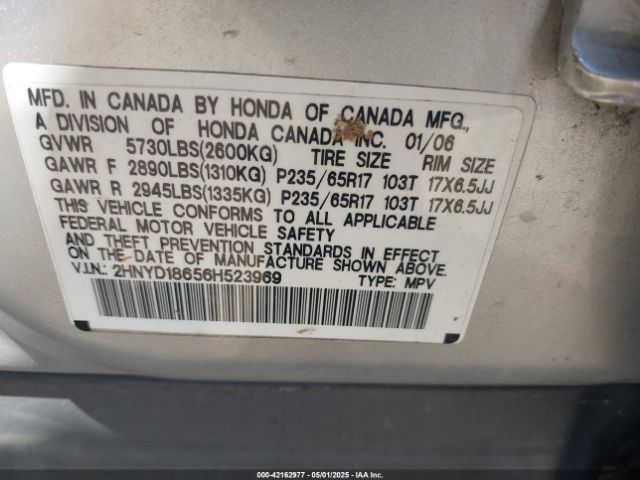 MFD. IN CANADA BY HONDA OF CANADA MFG.,
A DIVISION OF HONDA CANADA INC. 01/06
GVWR 5730LBS(2600KG) TIRE SIZE RIM SIZE
GAWR F 2890LBS(1310KG) P235/65R17 103T 17X6.5JJ
GAWR R 2945LBS(1335KG) P235/65R17 103T 17X6.5JJ
THIS VEHICLE CONFORMS TO ALL APPLICABLE
FEDERAL MOTOR VEHICLE SAFETY
AND THEFT PREVENTION STANDARDS IN EFFECT
ON THE DATE OF MANUFACTURE SHOWN ABOVE.
V.I.N.: 2HNYD18656H523969 TYPE: MPV
000-42162977 - 05/01/2025 - IAAI.COM